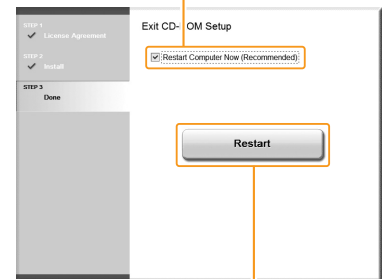 STEP 1
License Agreement
STEP 2
Install
STEP 3
Done
Exit CD- OM Setup
Restart Computer Now (Recommended)
Restart